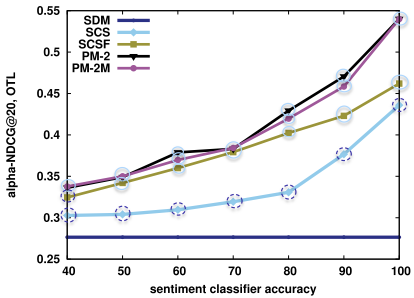 0.55
0.5
0.45
0.4
0.35
0.3
0.25
alpha-NDCG@20, OTL
SDM
SCS
SCSF
PM-2
PM-2M
40 50 60 70 80 90 100
sentiment classifier accuracy